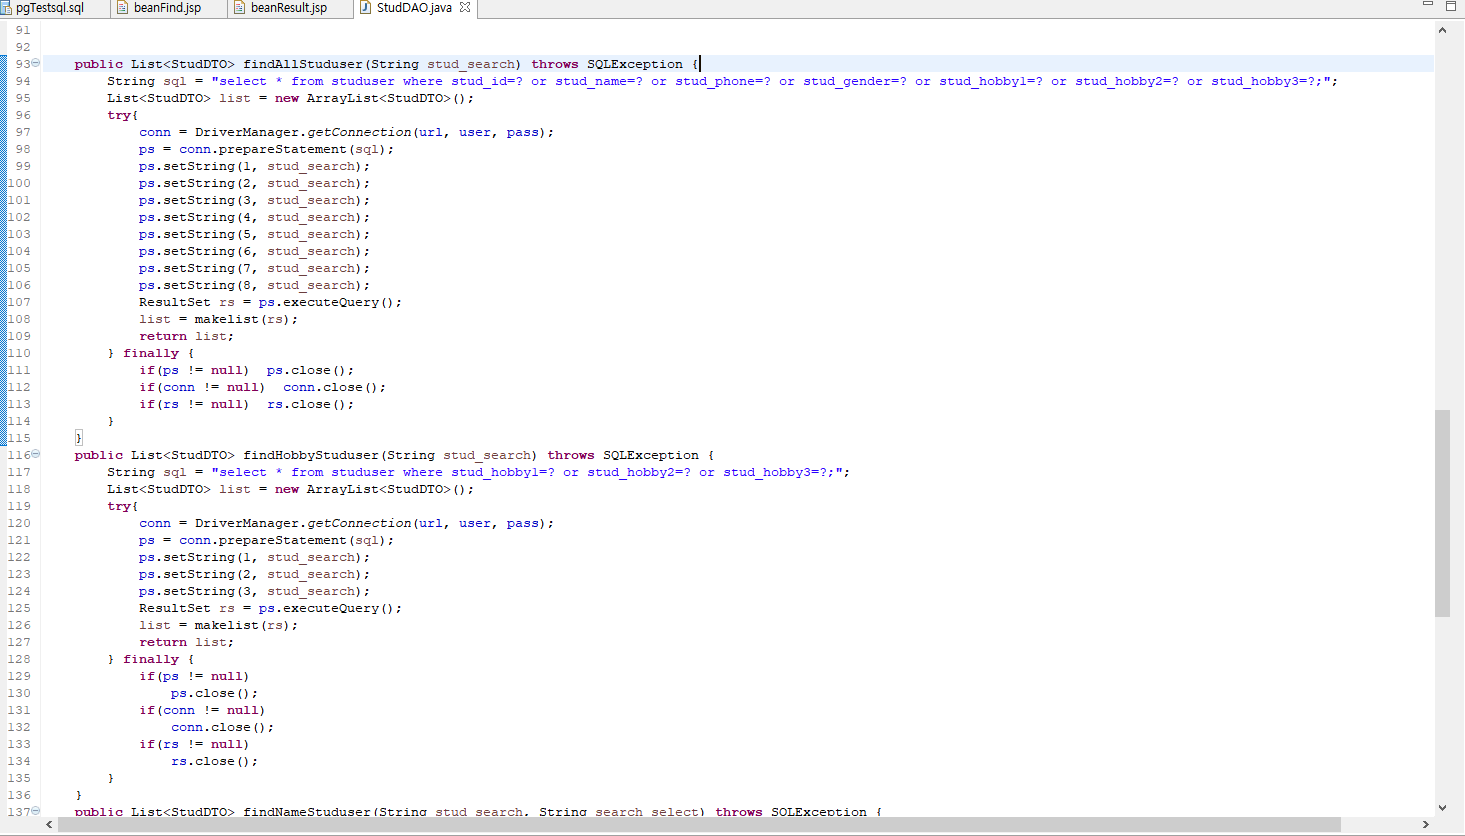 pgTestsql.sql beanFind.jsp beanResult.jsp StudDAO.java
91
92
93 public List<StudDTO> findAllStuduser(String stud_search) throws SQLException {
94 String sql = "select * from studuser where stud_id=? or stud_name=? or stud_phone=? or stud_gender=? or stud_hobby1=? or stud_hobby2=? or stud_hobby3=?;";
95 List<StudDTO> list = new ArrayList<StudDTO>();
96 try{
97 conn = DriverManager.getConnection(url, user, pass);
98 ps = conn.prepareStatement(sql);
99 ps.setString(1, stud_search);
100 ps.setString(2, stud_search);
101 ps.setString(3, stud_search);
102 ps.setString(4, stud_search);
103 ps.setString(5, stud_search);
104 ps.setString(6, stud_search);
105 ps.setString(7, stud_search);
106 ps.setString(8, stud_search);
107 ResultSet rs = ps.executeQuery();
108 list = makelist(rs);
109 return list;
110 } finally {
111 if(ps != null) ps.close();
112 if(conn != null) conn.close();
113 if(rs != null) rs.close();
114 }
115 }
116 public List<StudDTO> findHobbyStuduser(String stud_search) throws SQLException {
117 String sql = "select * from studuser where stud_hobby1=? or stud_hobby2=? or stud_hobby3=?;";
118 List<StudDTO> list = new ArrayList<StudDTO>();
119 try{
120 conn = DriverManager.getConnection(url, user, pass);
121 ps = conn.prepareStatement(sql);
122 ps.setString(1, stud_search);
123 ps.setString(2, stud_search);
124 ps.setString(3, stud_search);
125 ResultSet rs = ps.executeQuery();
126 list = makelist(rs);
127 return list;
128 } finally {
129 if(ps != null)
130 ps.close();
131 if(conn != null)
132 conn.close();
133 if(rs != null)
134 rs.close();
135 }
136 }
137 public List<StudDTO> findNameStuduser(String stud_search, String search_select) throws SQLException {